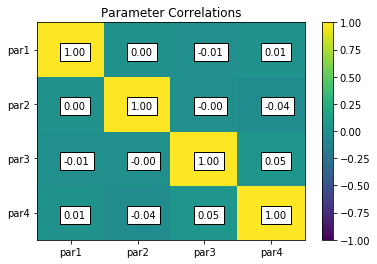 Parameter Correlations
par1 1.00 0.00 -0.01 0.01
par2 0.00 1.00 -0.00 -0.04
par3 -0.01 -0.00 1.00 0.05
par4 0.01 -0.04 0.05 1.00
par1 par2 par3 par4
1.00
0.75
0.50
0.25
0.00
−0.25
−0.50
−0.75
−1.00